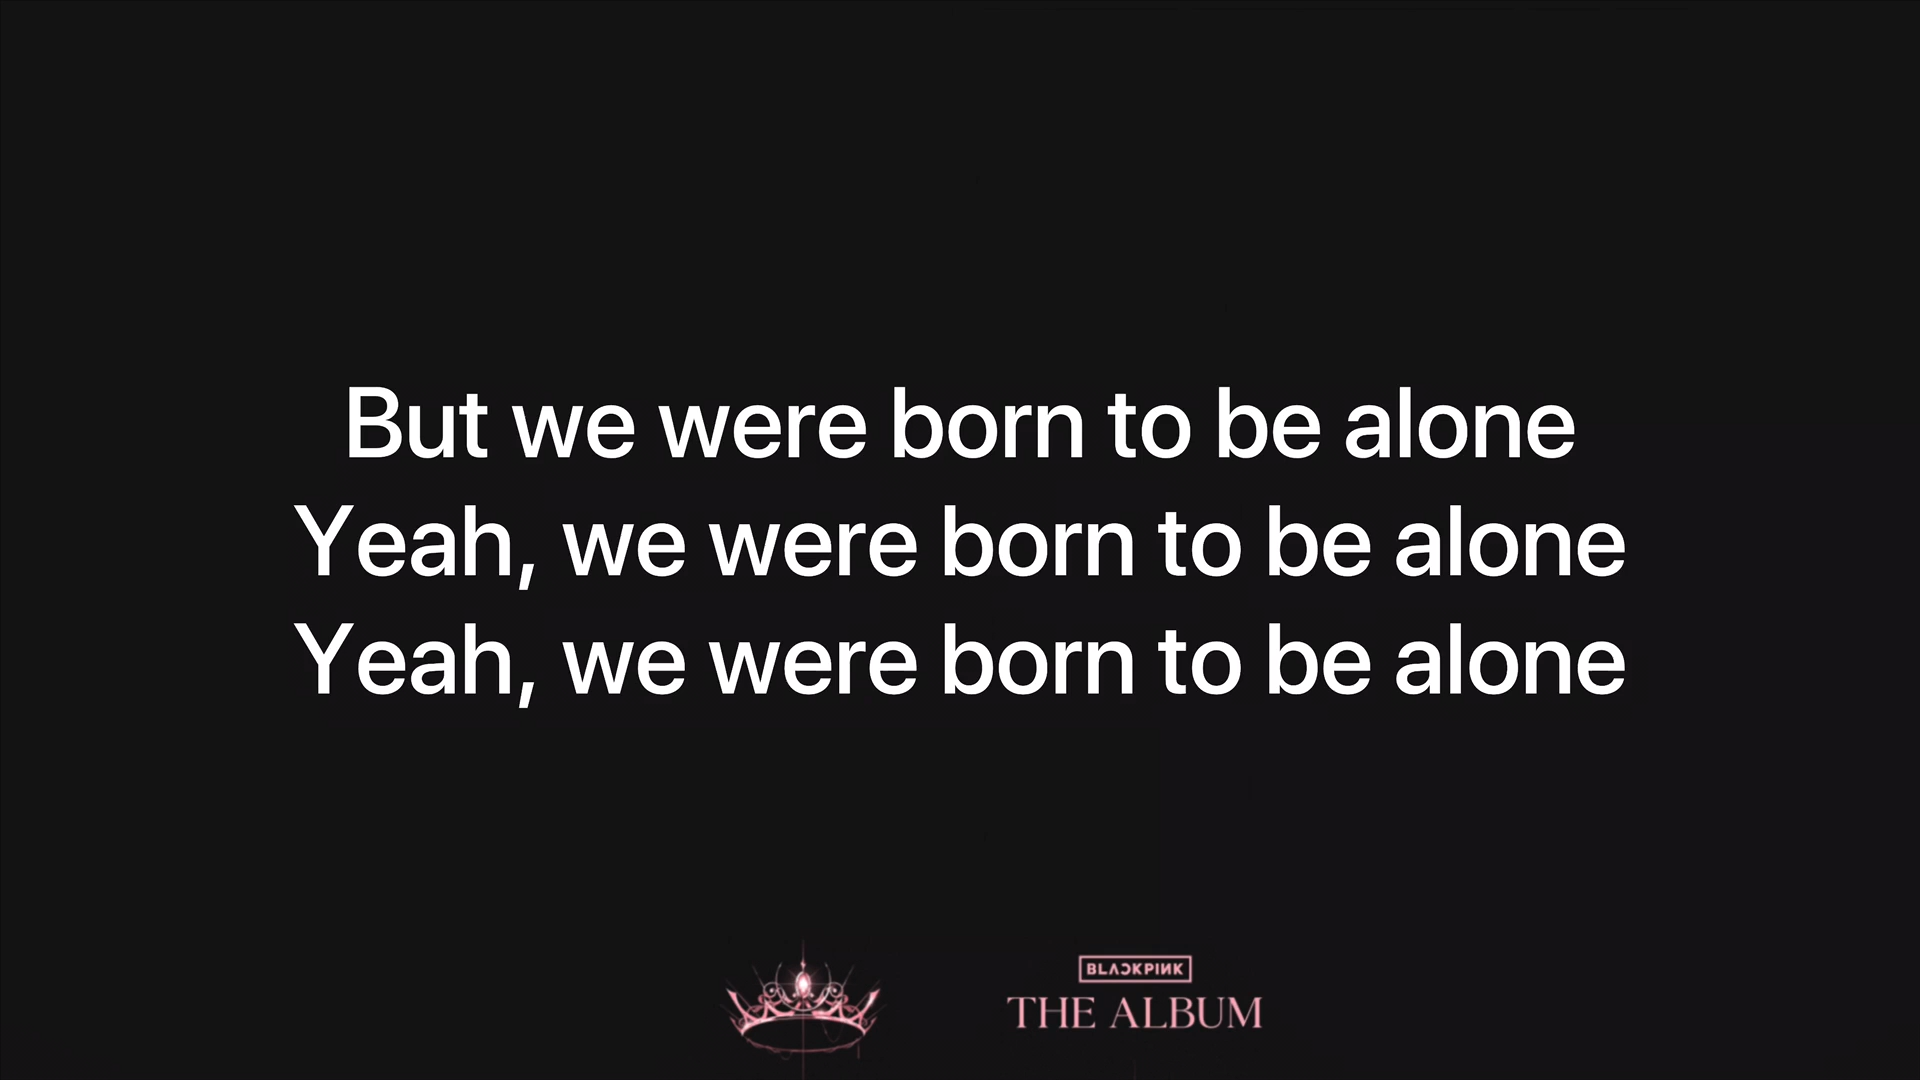 But we were born to be alone
Yeah, we were born to be alone
Yeah, we were born to be alone
BLACKPINK
THE ALBUM